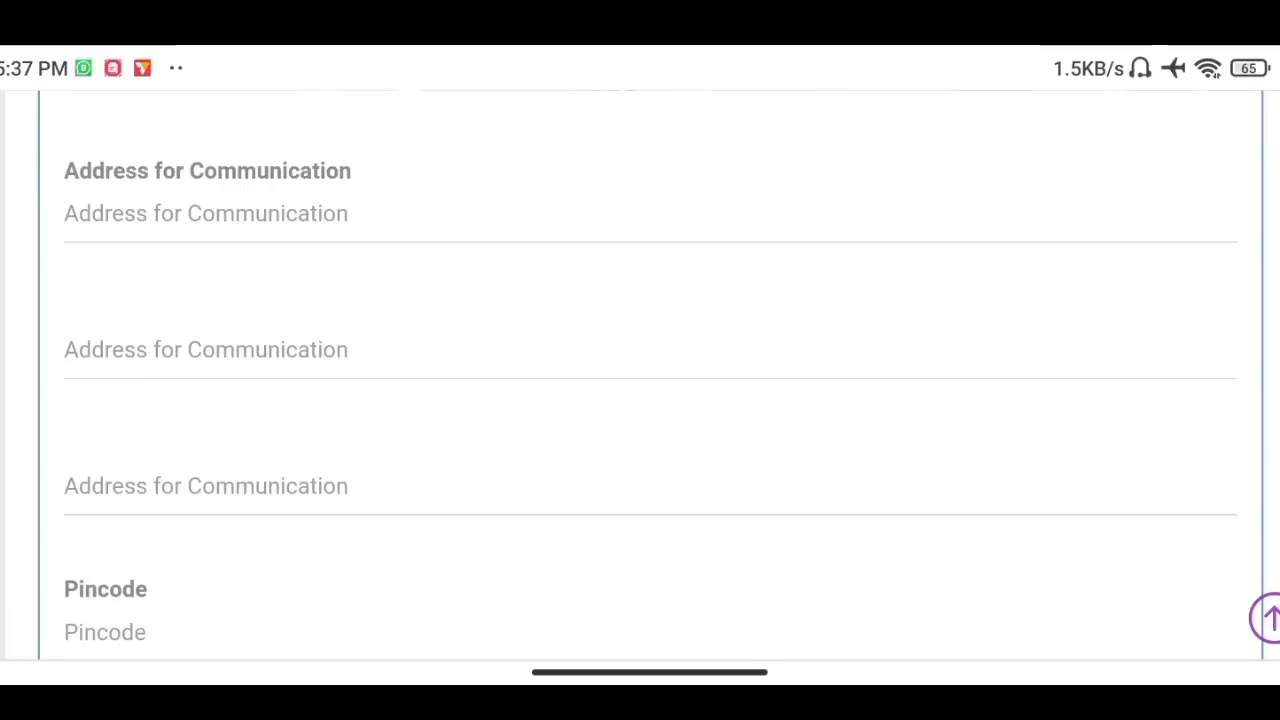 5:37 PM
1.5KB/s
65
Address for Communication
Address for Communication
Address for Communication
Address for Communication
Pincode
Pincode